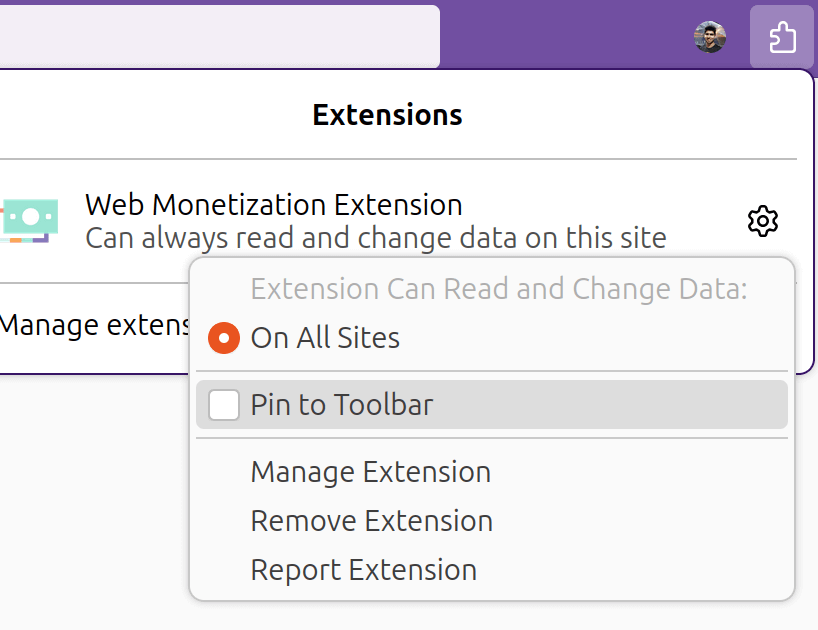 Extensions
Web Monetization Extension
Can always read and change data on this site
Extension Can Read and Change Data:
Manage extens
On All Sites
Pin to Toolbar
Manage Extension
Remove Extension
Report Extension